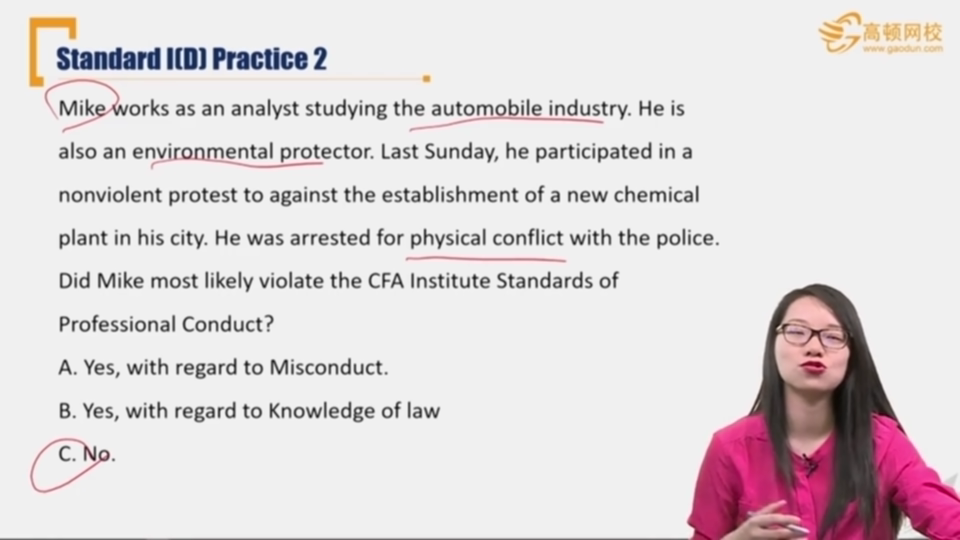 高顿网校
www.gaodun.com
Standard I(D) Practice 2
Mike works as an analyst studying the automobile industry. He is
also an environmental protector. Last Sunday, he participated in a
nonviolent protest to against the establishment of a new chemical
plant in his city. He was arrested for physical conflict with the police.
Did Mike most likely violate the CFA Institute Standards of
Professional Conduct?
A. Yes, with regard to Misconduct.
B. Yes, with regard to Knowledge of law
C. No.